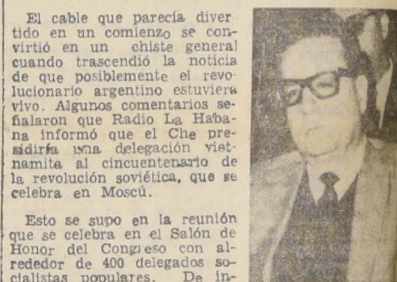 El cable que parecía diver-
tido en un comienzo se con-
virtió en un chiste general
cuando trascendió la noticia
de que posiblemente el revo-
lucionario argentino estuviera
vivo. Algunos comentarios se-
ñalaron que Radio La Haba-
na informó que el Che pre-
sidiría una delegación viet-
namita al cincuentenario de
la revolución soviética, que se
celebra en Moscú.
Esto se supo en la reunión
que se celebra en el Salón de
Honor del Congreso con al-
rededor de 400 delegados so-
cialistas populares. De in-